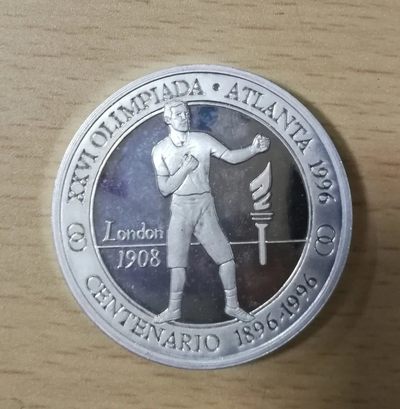 XXVI OLIMPIADA · ATLANTA 1996
London
1908
CENTENARIO 1896-1996